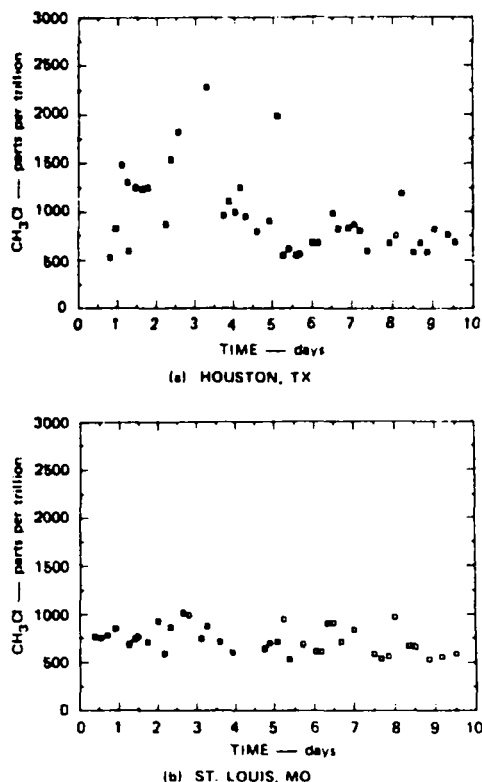 3000
2500
2000
1500
1000
500
0
CH₃Cl — parts per trillion
0 1 2 3 4 5 6 7 8 9 10
TIME — days
(a) HOUSTON, TX
3000
2500
2000
1500
1000
500
0
CH₃Cl — parts per trillion
0 1 2 3 4 5 6 7 8 9 10
TIME — days
(b) ST. LOUIS, MO